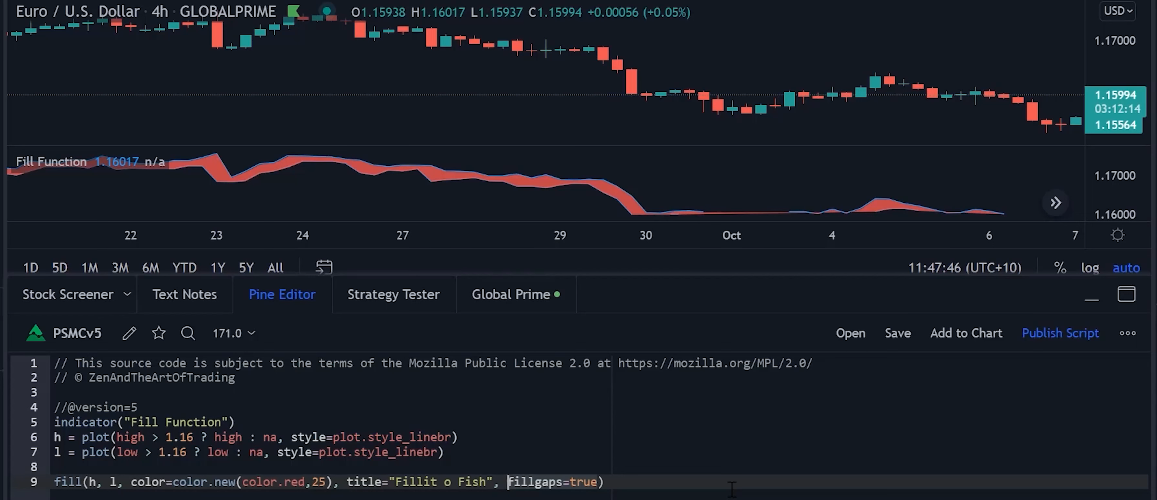 Euro / U.S. Dollar · 4h · GLOBALPRIME O1.15938 H1.16017 L1.15937 C1.15994 +0.00056 (+0.05%) USD
1.17000
1.15994
03:12:14
1.15564
Fill Function 1.16017 n/a
1.17000
1.16000
22 23 24 27 29 30 Oct 4 6 7
1D 5D 1M 3M 6M YTD 1Y 5Y All 11:47:46 (UTC+10) % log auto
Stock Screener Text Notes Pine Editor Strategy Tester Global Prime
PSMCv5 171.0 Open Save Add to Chart Publish Script
1 // This source code is subject to the terms of the Mozilla Public License 2.0 at https://mozilla.org/MPL/2.0/
2 // © ZenAndTheArtOfTrading
3
4 //@version=5
5 indicator("Fill Function")
6 h = plot(high > 1.16 ? high : na, style=plot.style_linebr)
7 l = plot(low > 1.16 ? low : na, style=plot.style_linebr)
8
9 fill(h, l, color=color.new(color.red,25), title="Fillit o Fish", fillgaps=true)